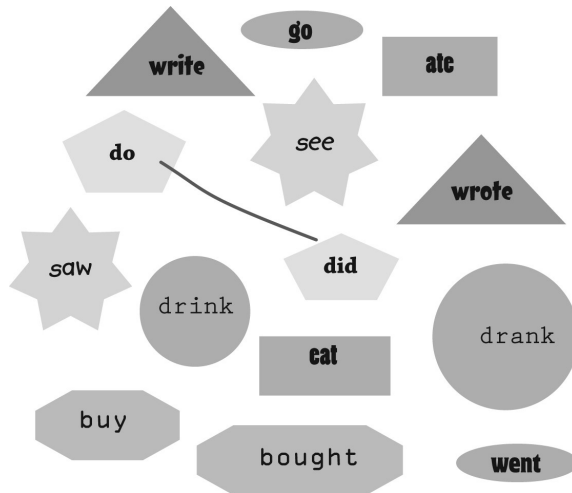 go
write
ate
see
do
wrote
did
saw
drink
drank
eat
buy
bought
went